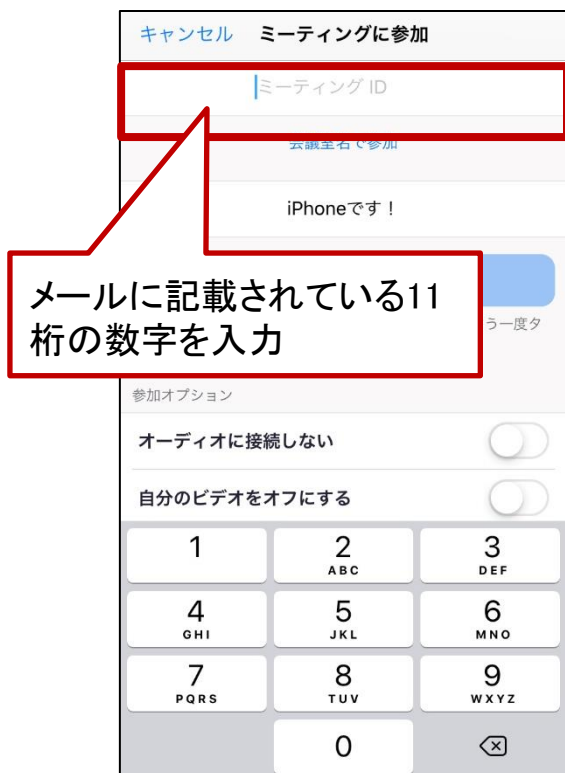 キャンセル ミーティングに参加
ミーティング ID
会議室名で参加
iPhoneです！
メールに記載されている11
桁の数字を入力
う一度タ
参加オプション
オーディオに接続しない
自分のビデオをオフにする
1 2 3
ABC DEF
4 5 6
GHI JKL MNO
7 8 9
PQRS TUV WXYZ
0